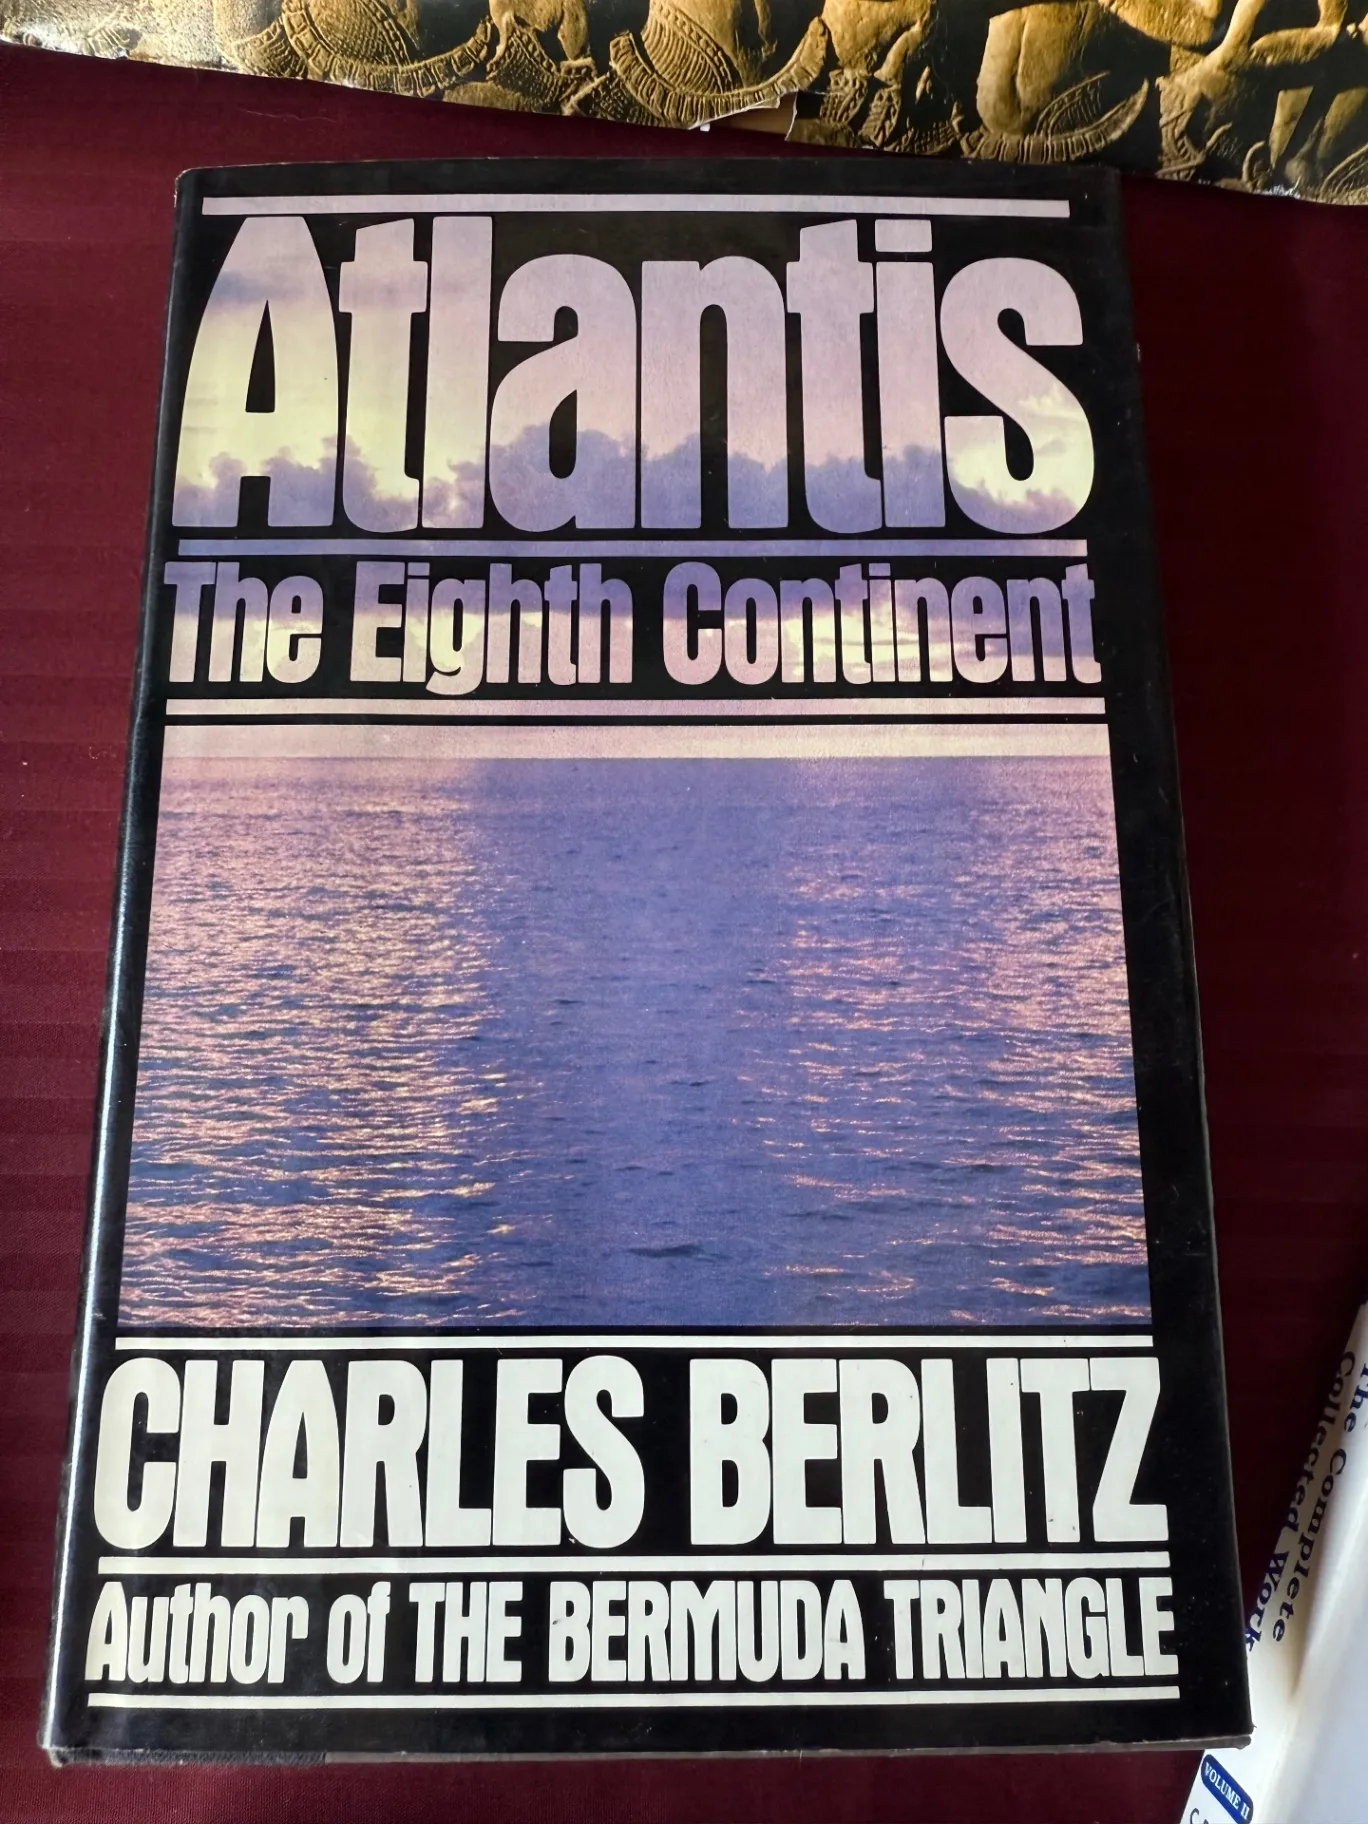 Atlantis
The Eighth Continent
CHARLES BERLITZ
Author of THE BERMUDA TRIANGLE
The Complete
Collected Work
VOLUME II